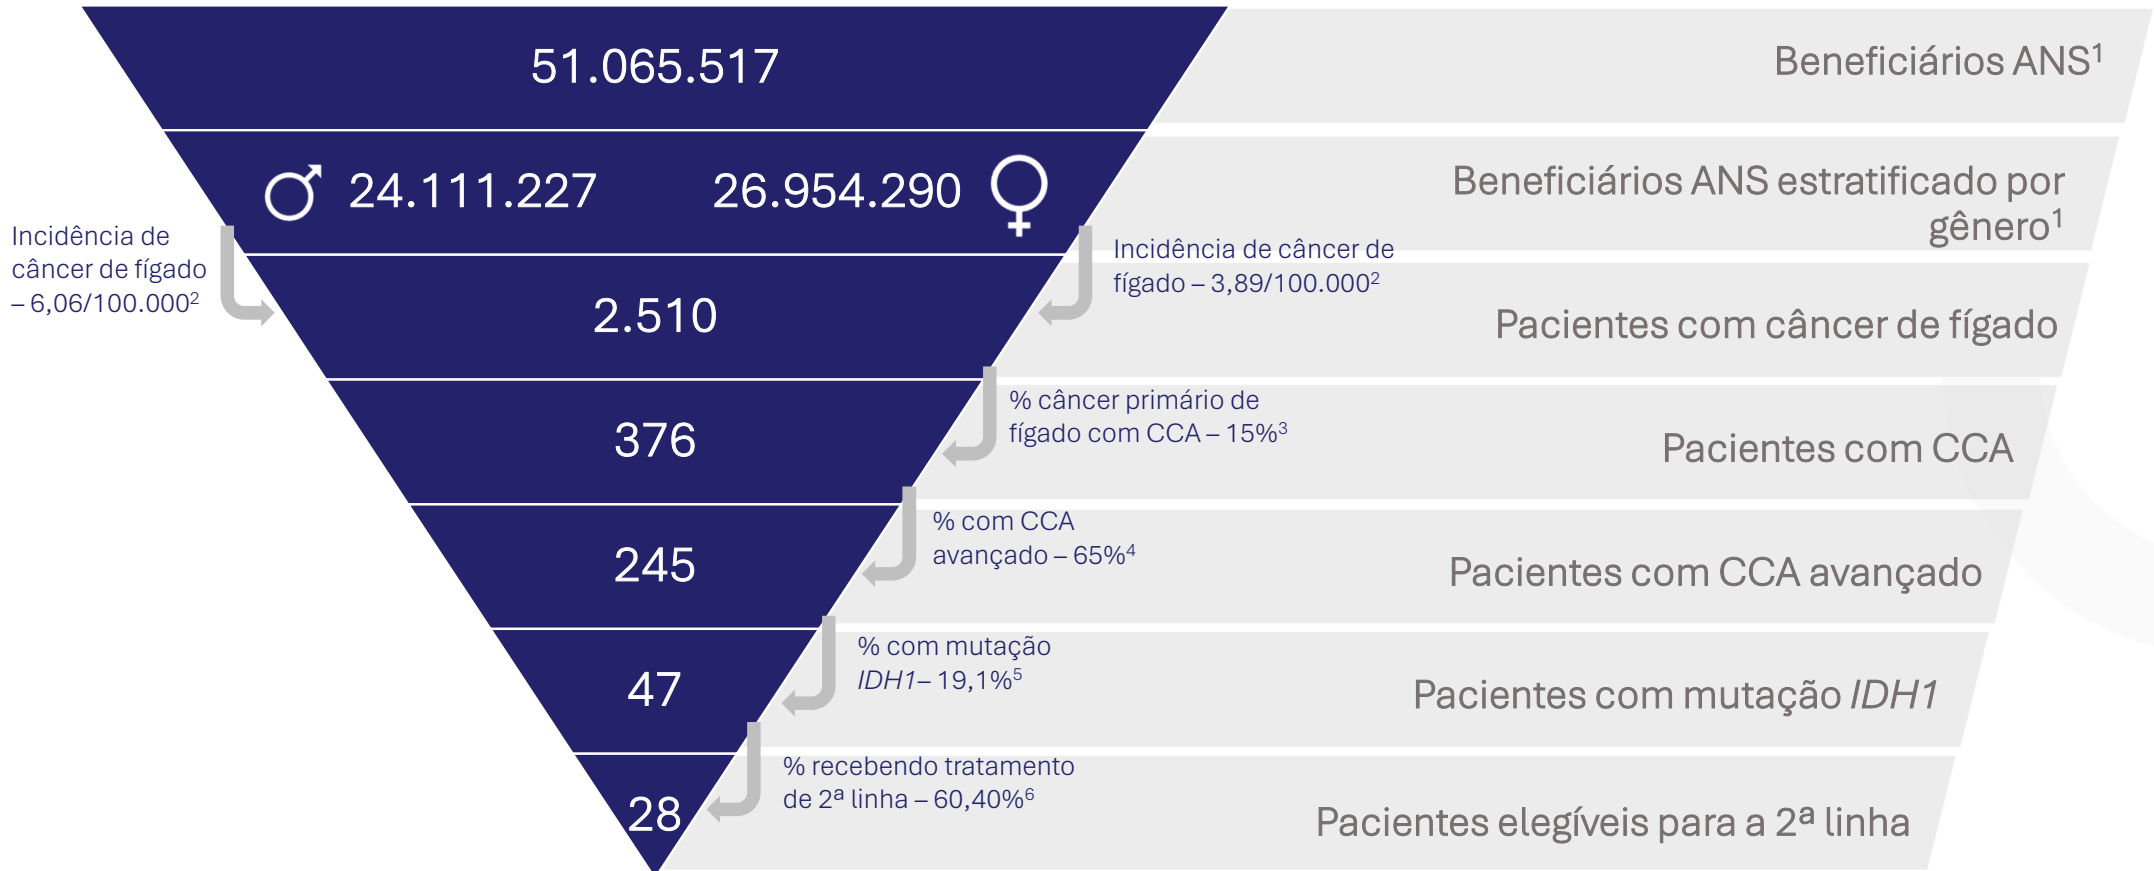 51.065.517
Beneficiários ANS¹
24.111.227
26.954.290
Beneficiários ANS estratificado por
gênero¹
Incidência de
câncer de fígado
– 6,06/100.000²
Incidência de câncer de
fígado – 3,89/100.000²
2.510
Pacientes com câncer de fígado
% câncer primário de
fígado com CCA – 15%³
376
Pacientes com CCA
% com CCA
avançado – 65%⁴
245
Pacientes com CCA avançado
% com mutação
IDH1– 19,1%⁵
47
Pacientes com mutação IDH1
% recebendo tratamento
de 2ª linha – 60,40%⁶
28
Pacientes elegíveis para a 2ª linha